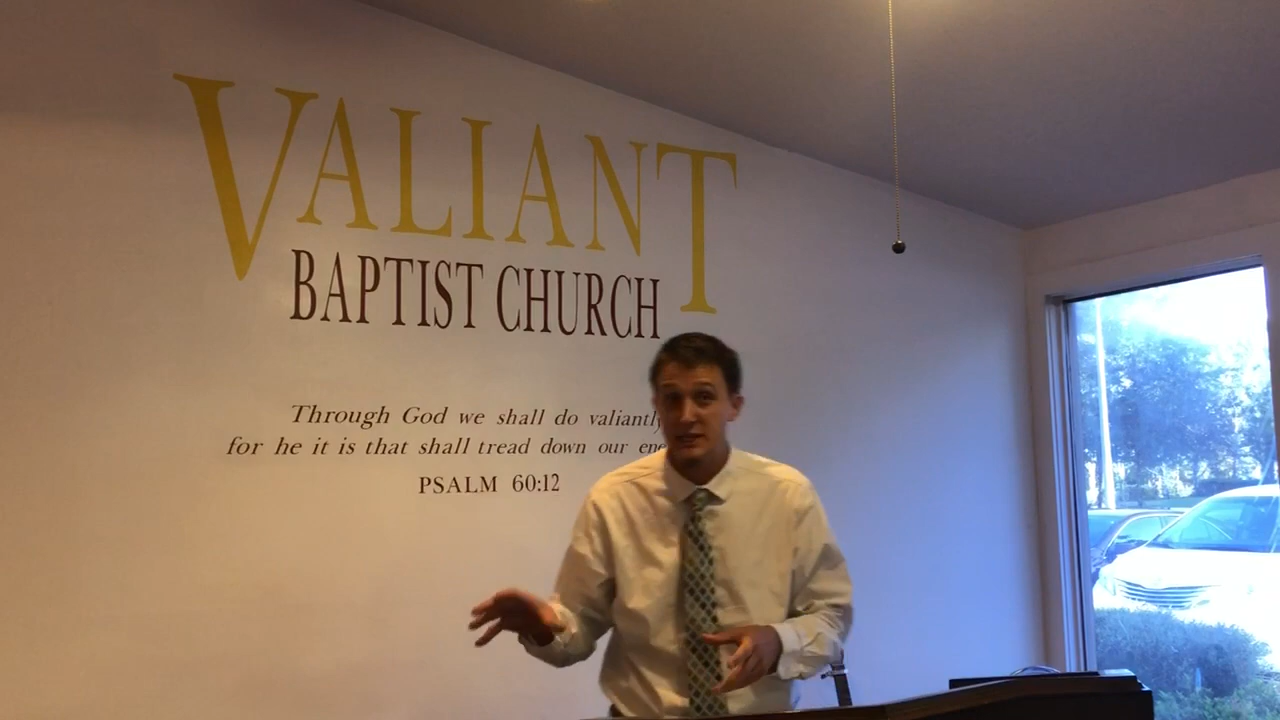 VALIANT
BAPTIST CHURCH
Through God we shall do valiantly
for he it is that shall tread down our
PSALM 60:12